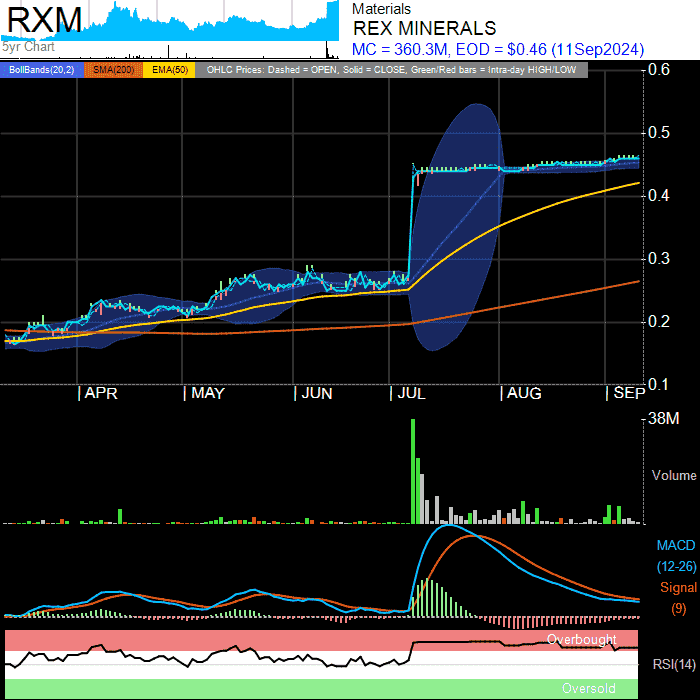 RXM
5yr Chart
Materials
REX MINERALS
MC = 360.3M, EOD = $0.46 (11Sep2024)
BollBands(20,2) SMA(200) EMA(50) OHLC Prices: Dashed = OPEN, Solid = CLOSE, Green/Red bars = Intra-day HIGH/LOW
0.6
0.5
0.4
0.3
0.2
0.1
APR MAY JUN JUL AUG SEP
38M
Volume
MACD
(12-26)
Signal
(9)
Overbought
RSI(14)
Oversold